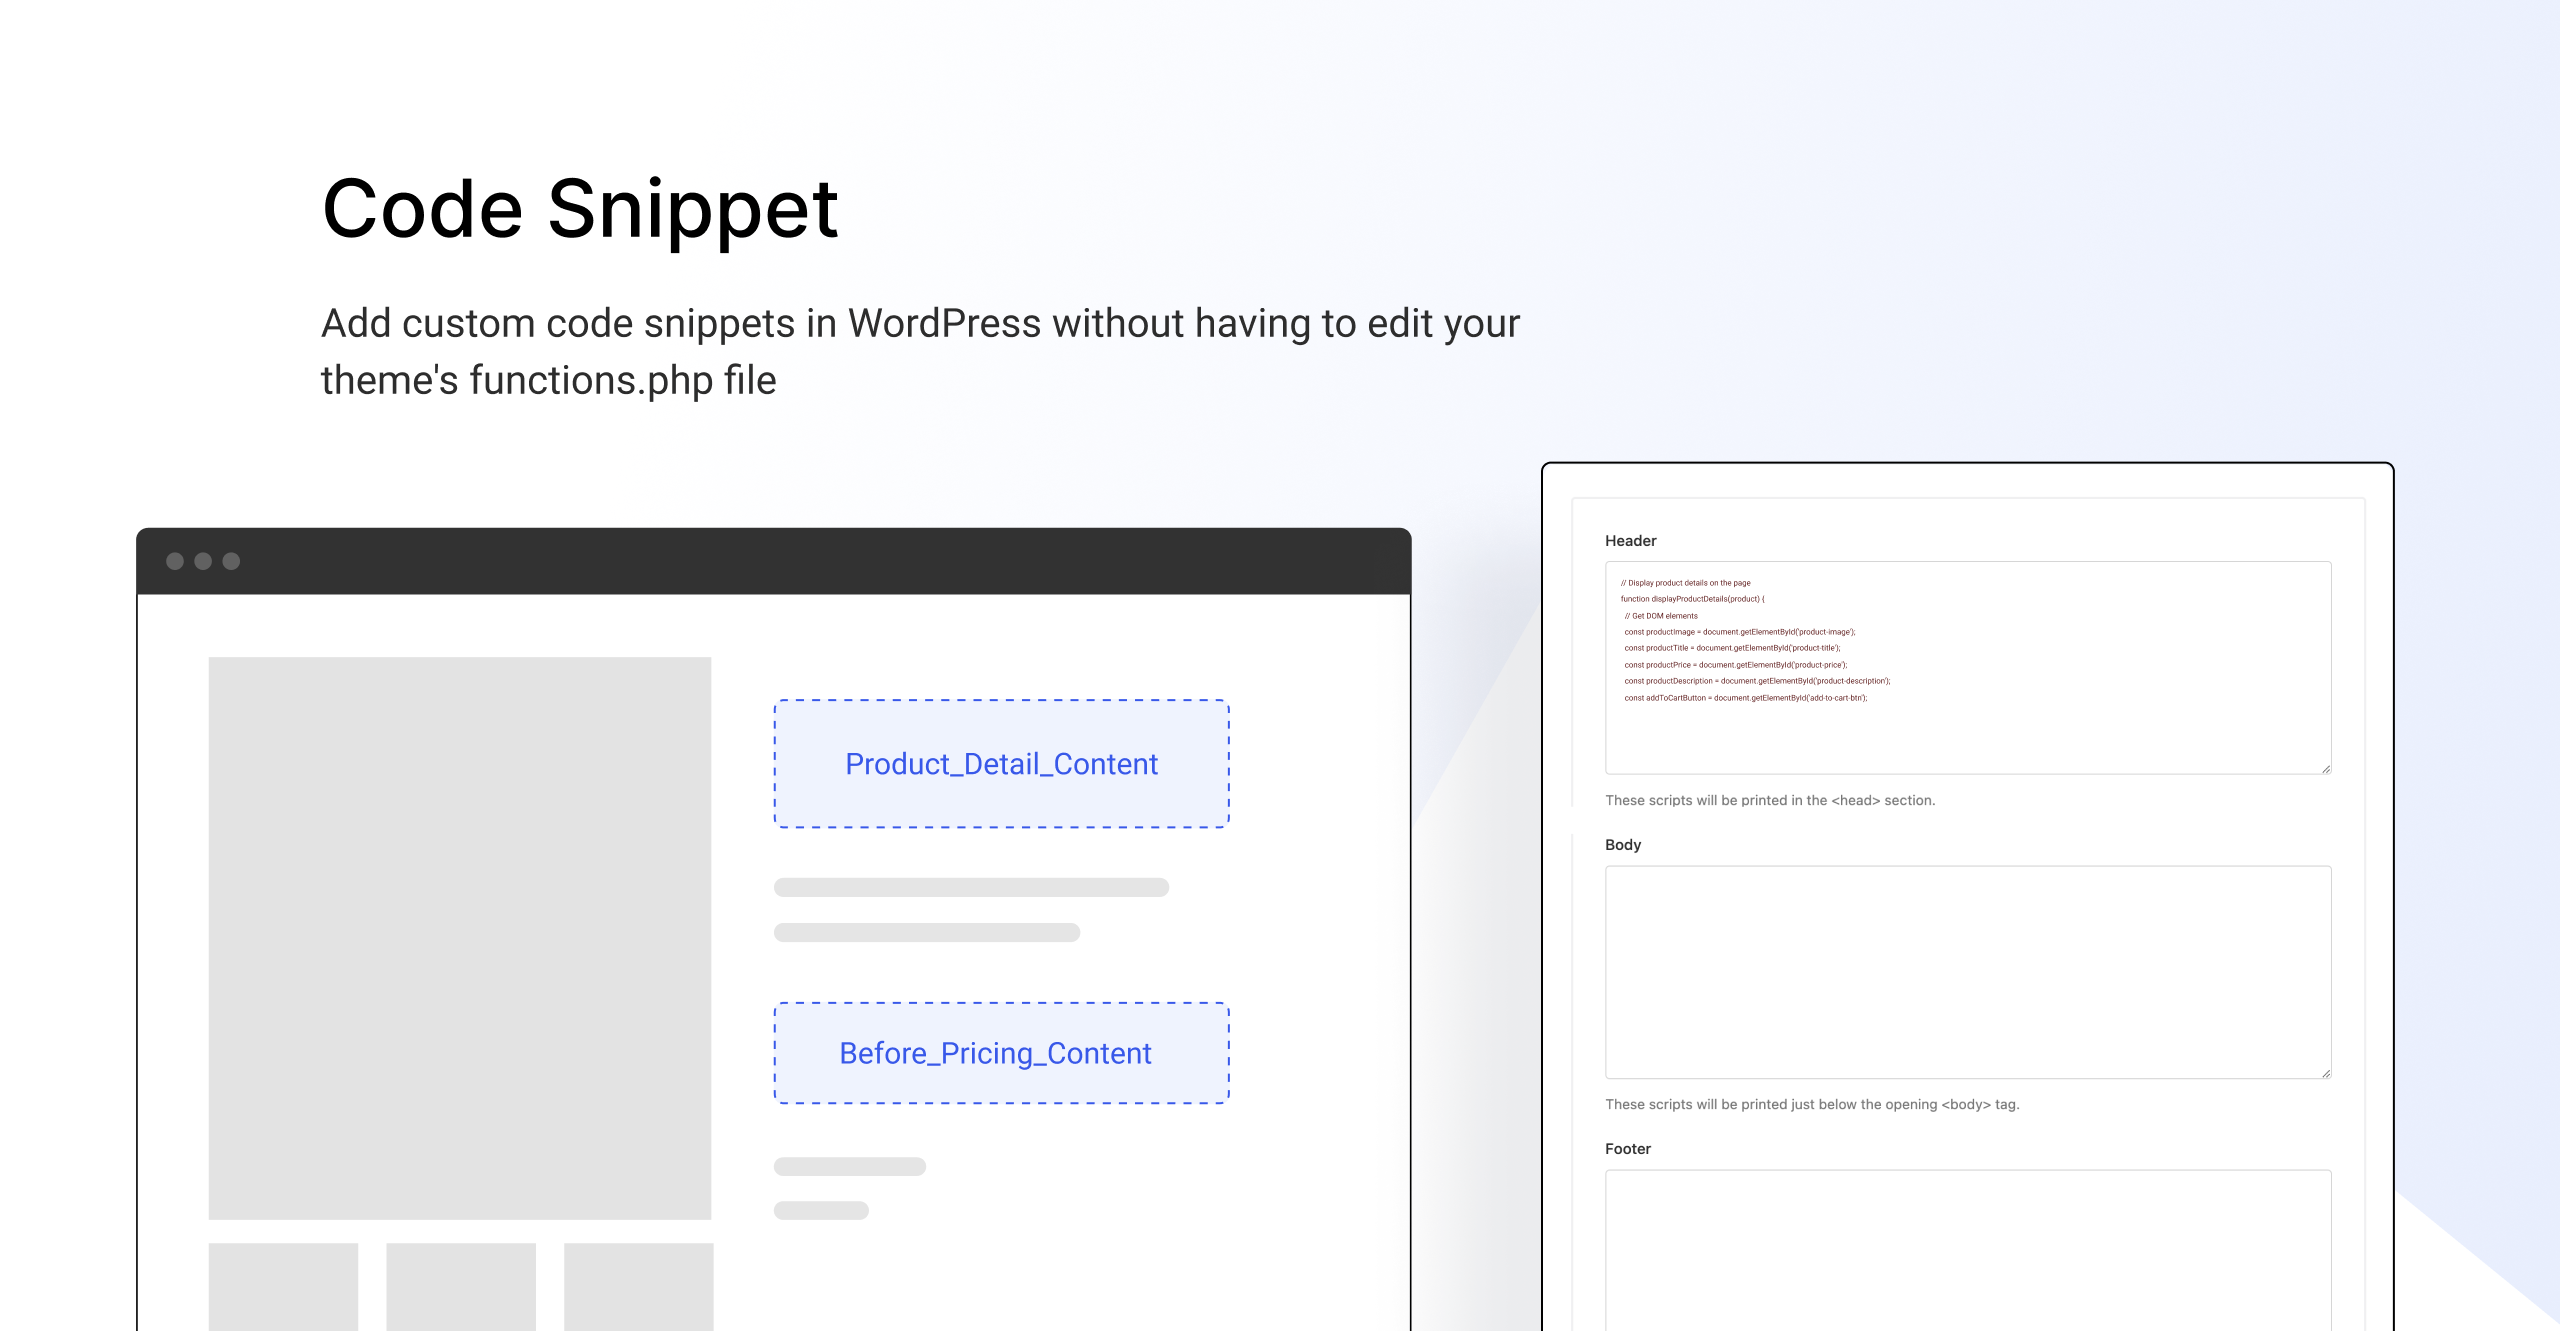 Code Snippet
Add custom code snippets in WordPress without having to edit your
theme's functions.php file
Product_Detail_Content
Before_Pricing_Content
Header
// Display product details on the page
function displayProductDetails(product) {
// Get DOM elements
const productImage = document.getElementById('product-image');
const productTitle = document.getElementById('product-title');
const productPrice = document.getElementById('product-price');
const productDescription = document.getElementById('product-description');
const addToCartButton = document.getElementById('add-to-cart-btn');
These scripts will be printed in the <head> section.
Body
These scripts will be printed just below the opening <body> tag.
Footer